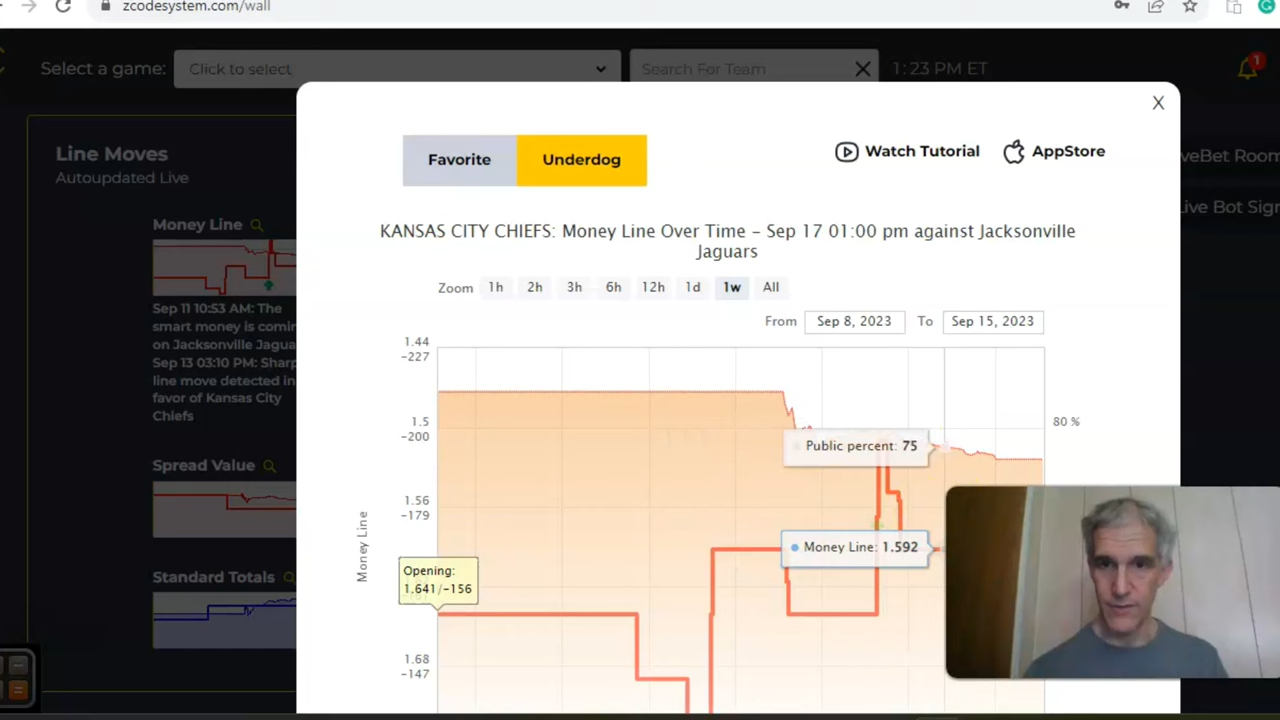 zcodesystem.com/wall
Select a game:
Click to select
Search For Team
1:23 PM ET
1
Line Moves
Autoupdated Live
Money Line
Sep 11 10:53 AM: The
smart money is comin
on Jacksonville Jagua
Sep 13 03:10 PM: Sharp
line move detected in
favor of Kansas City
Chiefs
Spread Value
Standard Totals
X
Favorite
Underdog
Watch Tutorial
AppStore
KANSAS CITY CHIEFS: Money Line Over Time - Sep 17 01:00 pm against Jacksonville
Jaguars
Zoom 1h 2h 3h 6h 12h 1d 1w All
From Sep 8, 2023 To Sep 15, 2023
1.44
-227
1.5
-200
80 %
Public percent: 75
1.56
-179
Money Line
Money Line: 1.592
Opening:
1.641/-156
1.68
-147
iveBet Room
Live Bot Sign